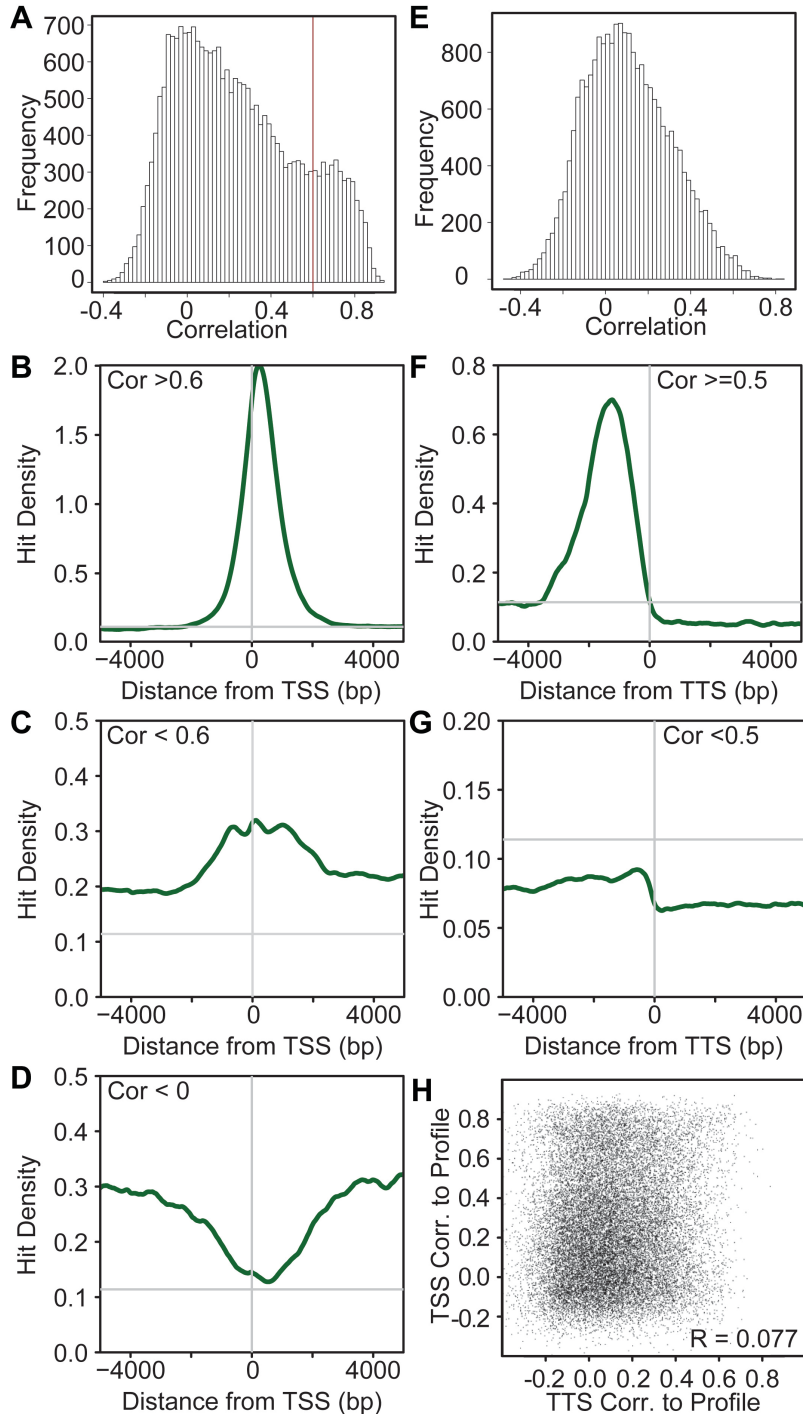 A
700
600
500
400
300
200
100
0
Frequency
-0.4 0 0.4 0.8
Correlation
E
800
600
400
200
0
Frequency
-0.4 0 0.4 0.8
Correlation
B
Cor >0.6
2.0
1.5
1.0
0.5
0.0
Hit Density
−4000 0 4000
Distance from TSS (bp)
F
Cor >=0.5
0.8
0.6
0.4
0.2
0.0
Hit Density
−4000 0 4000
Distance from TTS (bp)
C
Cor < 0.6
0.5
0.4
0.3
0.2
0.1
0.0
Hit Density
−4000 0 4000
Distance from TSS (bp)
G
Cor <0.5
0.20
0.15
0.10
0.05
0.00
Hit Density
−4000 0 4000
Distance from TTS (bp)
D
Cor < 0
0.5
0.4
0.3
0.2
0.1
0.0
Hit Density
−4000 0 4000
Distance from TSS (bp)
H
0.8
0.6
0.4
0.2
0.0
-0.2
TSS Corr. to Profile
R = 0.077
-0.2 0.0 0.2 0.4 0.6 0.8
TTS Corr. to Profile